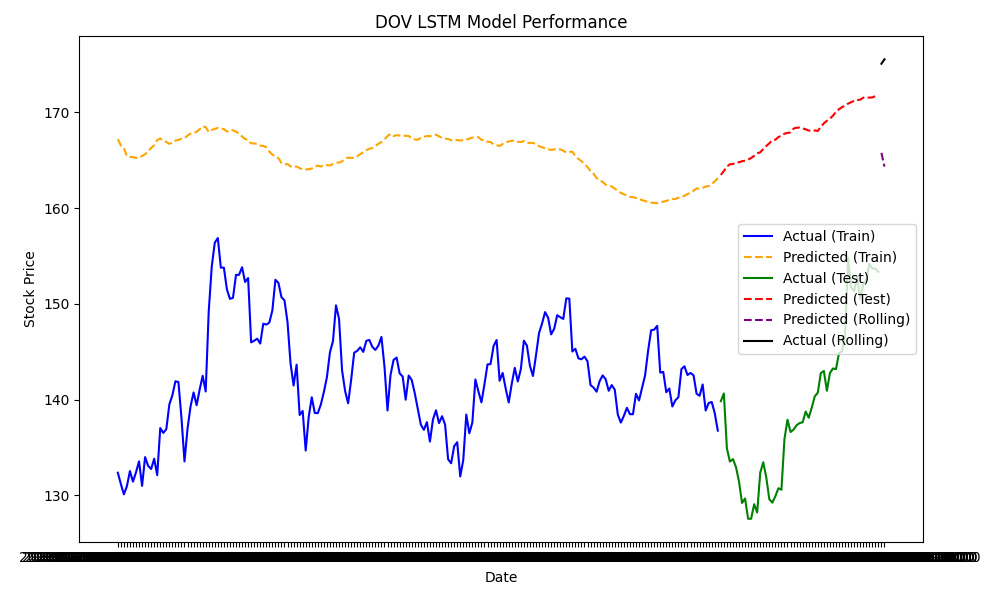 DOV LSTM Model Performance
170
160
150
140
130
Stock Price
Actual (Train)
Predicted (Train)
Actual (Test)
Predicted (Test)
Predicted (Rolling)
Actual (Rolling)
Date